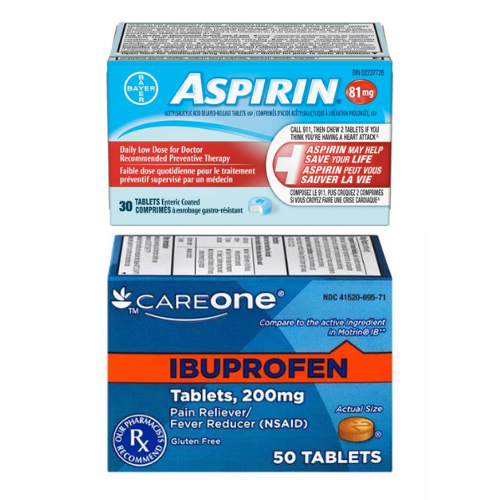 DIN 02237726
BAYER
BAYER
ASPIRIN®
81mg
ACETYLSALICYLIC ACID DELAYED-RELEASE TABLETS USP | COMPRIMÉS D'ACIDE ACÉTYLSALICYLIQUE À LIBÉRATION PROLONGÉE, USP
Daily Low Dose for Doctor
Recommended Preventive Therapy
Faible dose quotidienne pour le traitement
préventif supervisé par un médecin
30 TABLETS Enteric Coated
COMPRIMÉS à enrobage gastro-résistant
CALL 911, THEN CHEW 2 TABLETS IF YOU
THINK YOU'RE HAVING A HEART ATTACK*
ASPIRIN MAY HELP
SAVE YOUR LIFE
ASPIRIN PEUT VOUS
SAUVER LA VIE
COMPOSEZ LE 911, PUIS CROQUEZ 2 COMPRIMÉS
SI VOUS CROYEZ FAIRE UNE CRISE CARDIAQUE*
CAREONE®
TM
NDC 41520-695-71
Compare to the active ingredient
in Motrin® IB**
IBUPROFEN
Tablets, 200mg
Pain Reliever/
Fever Reducer (NSAID)
Gluten Free
Actual Size
OUR PHARMACISTS
Rx
RECOMMEND
®
50 TABLETS